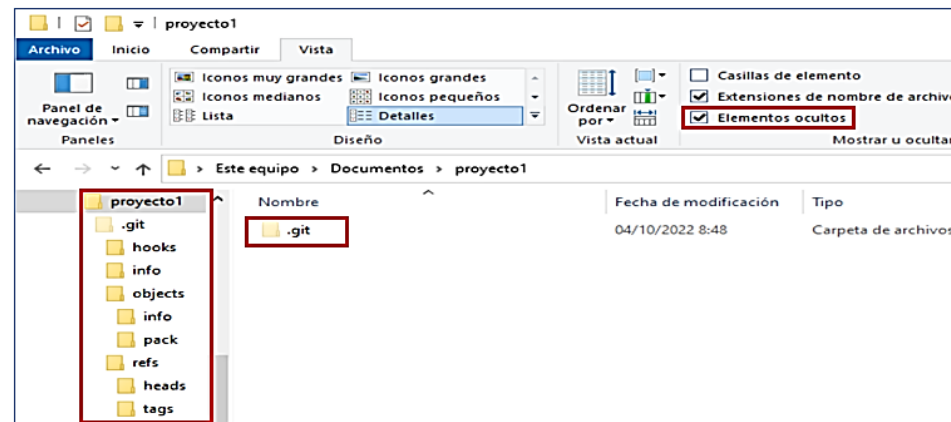 proyecto1
Archivo Inicio Compartir Vista
Iconos muy grandes Iconos grandes
Iconos medianos Iconos pequeños
Lista Detalles
Panel de
navegación
Paneles
Diseño
Ordenar
por
Vista actual
Casillas de elemento
Extensiones de nombre de archivo
Elementos ocultos
Mostrar u ocultar
Este equipo > Documentos > proyecto1
proyecto1
.git
hooks
info
objects
info
pack
refs
heads
tags
Nombre Fecha de modificación Tipo
.git 04/10/2022 8:48 Carpeta de archivos